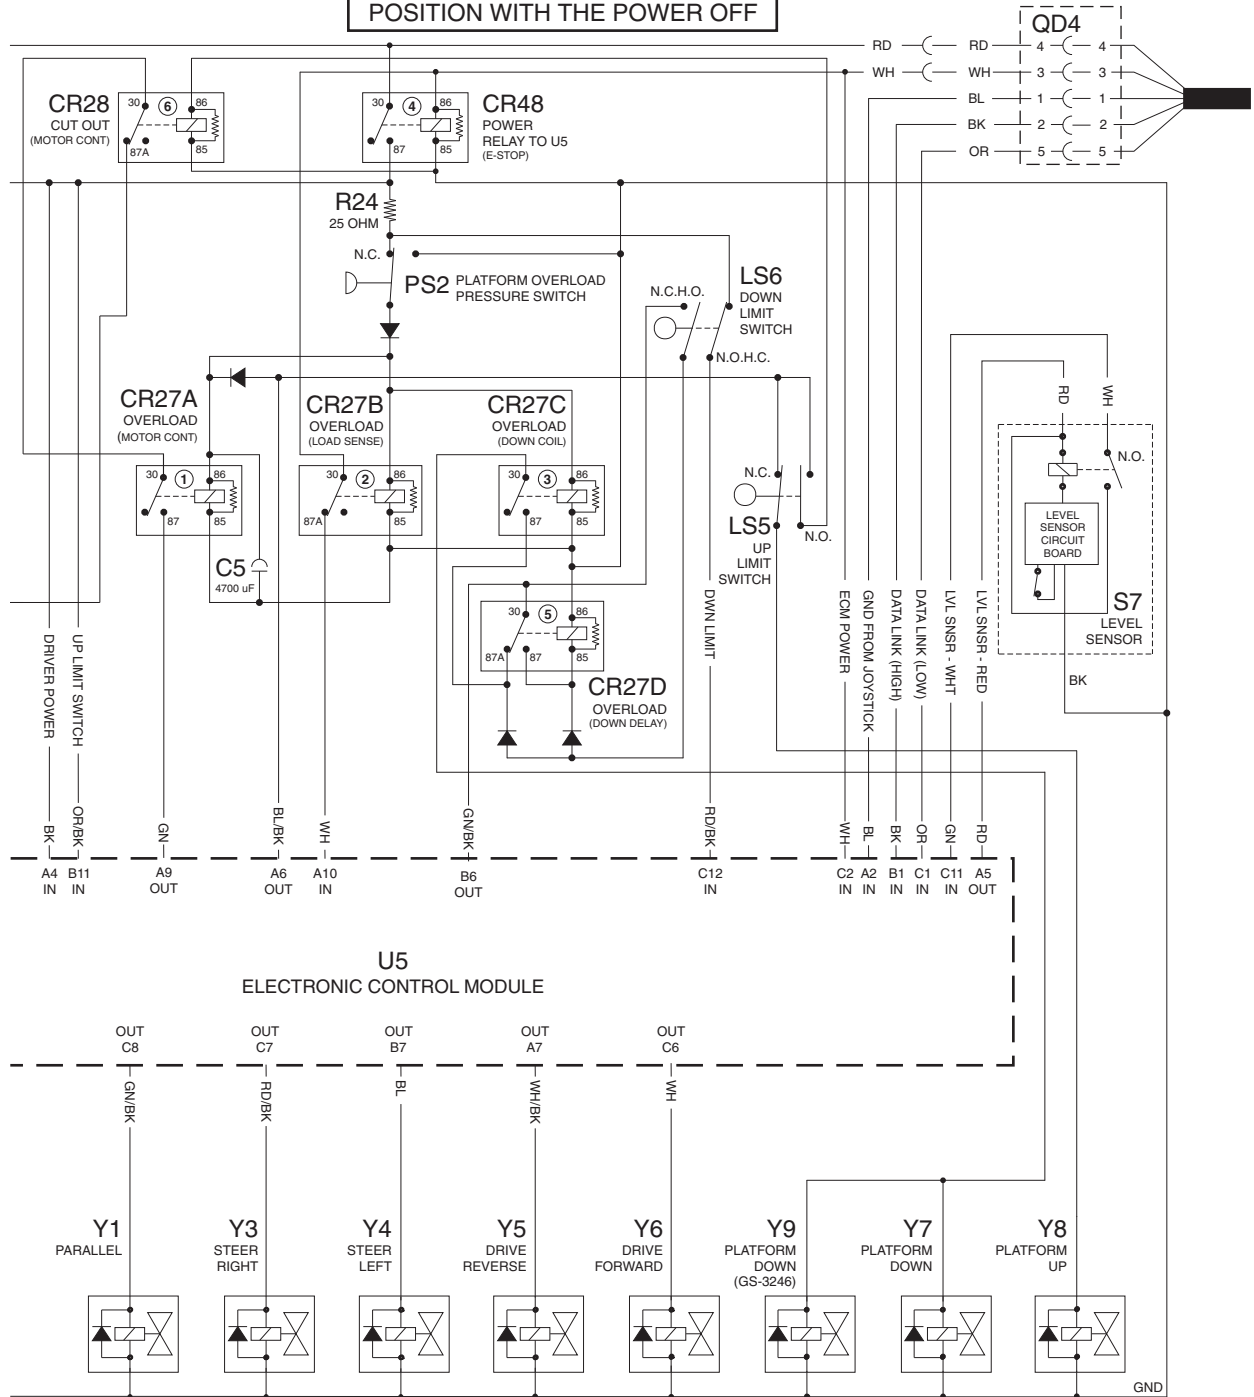 POSITION WITH THE POWER OFF
QD4
RD
RD
4
4
WH
WH
3
3
BL
1
1
BK
2
2
OR
5
5
CR28
CUT OUT
(MOTOR CONT)
30
6
86
87A
85
30
4
86
87
85
CR48
POWER
RELAY TO U5
(E-STOP)
R24
25 OHM
N.C.
PS2
PLATFORM OVERLOAD
PRESSURE SWITCH
N.C.H.O.
LS6
DOWN
LIMIT
SWITCH
N.O.H.C.
CR27A
OVERLOAD
(MOTOR CONT)
30
1
86
87
85
CR27B
OVERLOAD
(LOAD SENSE)
30
2
86
87A
85
CR27C
OVERLOAD
(DOWN COIL)
30
3
86
87
85
C5
4700 uF
30
5
86
87A
87
85
CR27D
OVERLOAD
(DOWN DELAY)
N.C.
LS5
UP
LIMIT
SWITCH
N.O.
RD
WH
N.O.
LEVEL
SENSOR
CIRCUIT
BOARD
S7
LEVEL
SENSOR
BK
DRIVER POWER
UP LIMIT SWITCH
DWN LIMIT
ECM POWER
GND FROM JOYSTICK
DATA LINK (HIGH)
DATA LINK (LOW)
LVL SNSR - WHT
LVL SNSR - RED
BK
OR/BK
GN
BL/BK
WH
GN/BK
RD/BK
WH
BL
BK
OR
GN
RD
A4
IN
B11
IN
A9
OUT
A6
OUT
A10
IN
B6
OUT
C12
IN
C2
IN
A2
IN
B1
IN
C1
IN
C11
IN
A5
OUT
U5
ELECTRONIC CONTROL MODULE
OUT
C8
OUT
C7
OUT
B7
OUT
A7
OUT
C6
GN/BK
RD/BK
BL
WH/BK
WH
Y1
PARALLEL
Y3
STEER
RIGHT
Y4
STEER
LEFT
Y5
DRIVE
REVERSE
Y6
DRIVE
FORWARD
Y9
PLATFORM
DOWN
(GS-3246)
Y7
PLATFORM
DOWN
Y8
PLATFORM
UP
GND